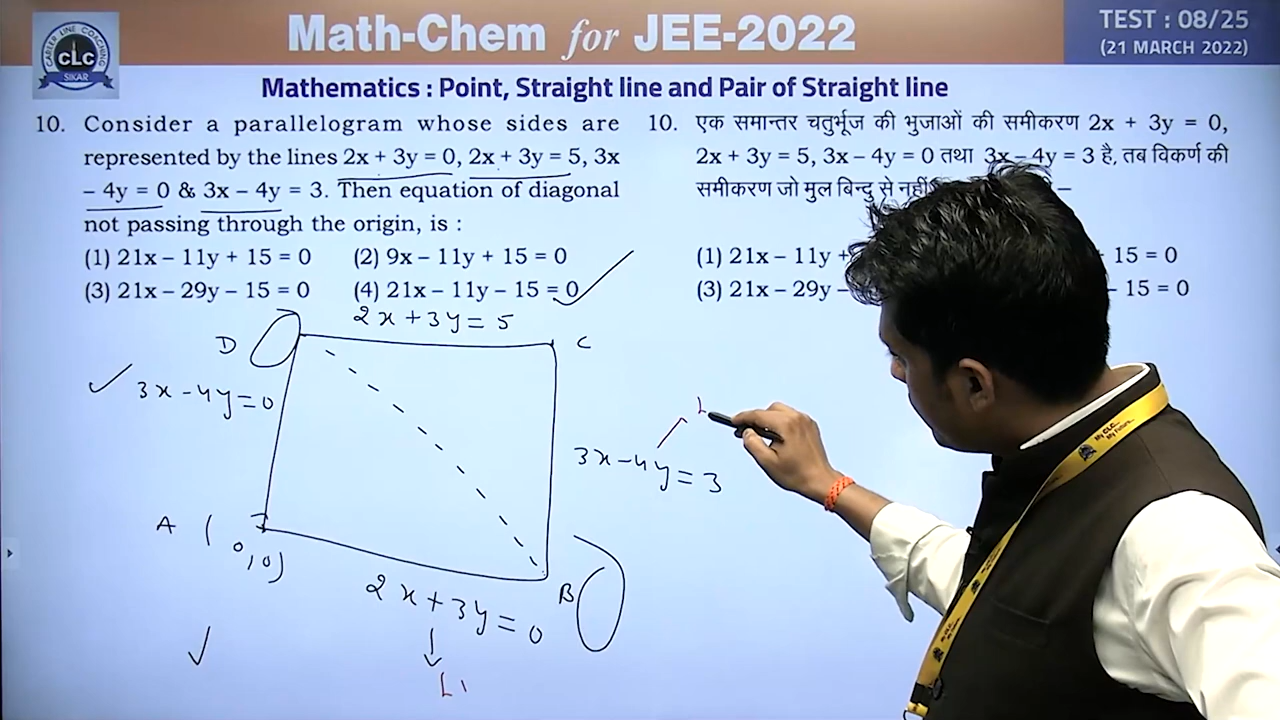 CAREER LINE COACHING
CLC
SIKAR
Math-Chem for JEE-2022
TEST : 08/25
(21 MARCH 2022)
Mathematics : Point, Straight line and Pair of Straight line
10. Consider a parallelogram whose sides are
represented by the lines 2x + 3y = 0, 2x + 3y = 5, 3x
– 4y = 0 & 3x – 4y = 3. Then equation of diagonal
not passing through the origin, is :
(1) 21x – 11y + 15 = 0 (2) 9x – 11y + 15 = 0
(3) 21x – 29y – 15 = 0 (4) 21x – 11y – 15 = 0
10. एक समान्तर चतुर्भूज की भुजाओं की समीकरण 2x + 3y = 0,
2x + 3y = 5, 3x – 4y = 0 तथा 3x – 4y = 3 है, तब विकर्ण की
समीकरण जो मुल बिन्दु से नहीं –
(1) 21x – 11y + 15 = 0
(3) 21x – 29y – – 15 = 0
2x+3y=5
D
C
3x-4y=0
3x-4y=3
L
A (0,0)
2x+3y=0
B
L1
My CLC...
My Future...